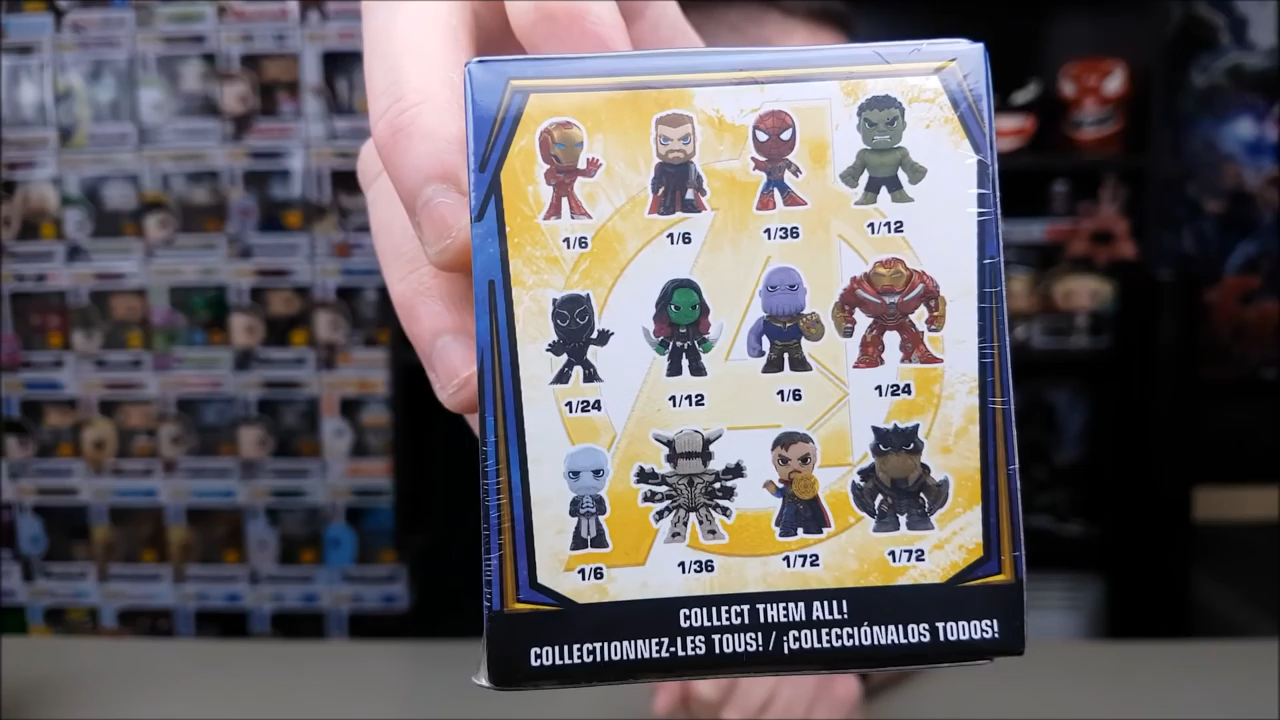 1/6 1/6 1/36 1/12
1/24 1/12 1/6 1/24
1/6 1/36 1/72 1/72
COLLECT THEM ALL!
COLLECTIONNEZ-LES TOUS! / ¡COLECCIÓNALOS TODOS!